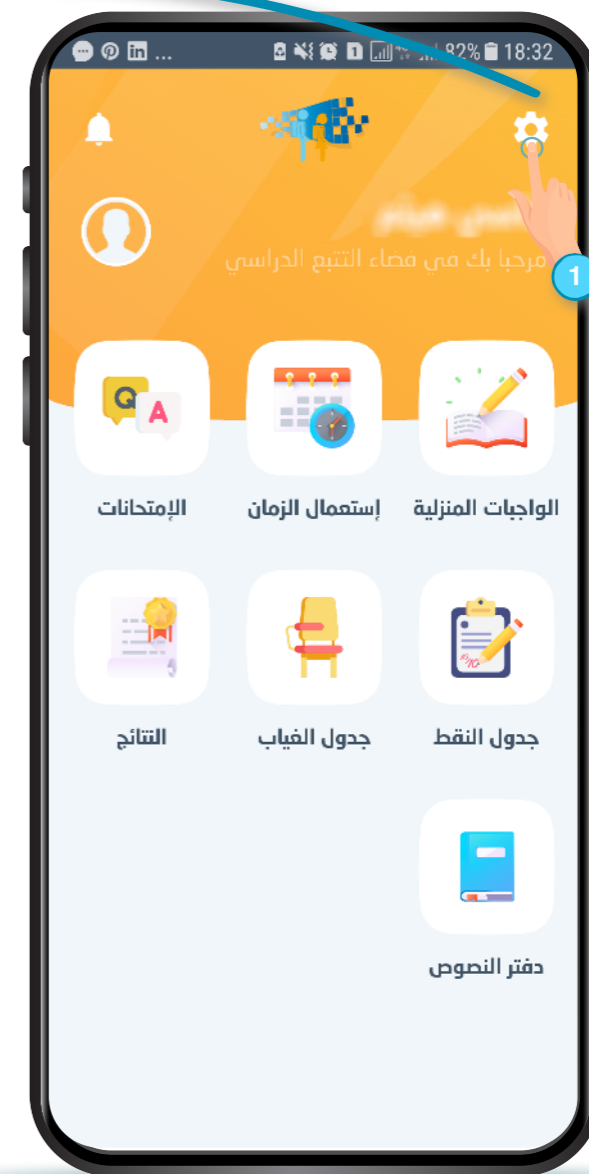 ... 82% 18:32
مرحبا بك في فضاء التتبع الدراسي
1
الواجبات المنزلية
إستعمال الزمان
Q A
الإمتحانات
جدول النقط
جدول الغياب
النتائج
دفتر النصوص